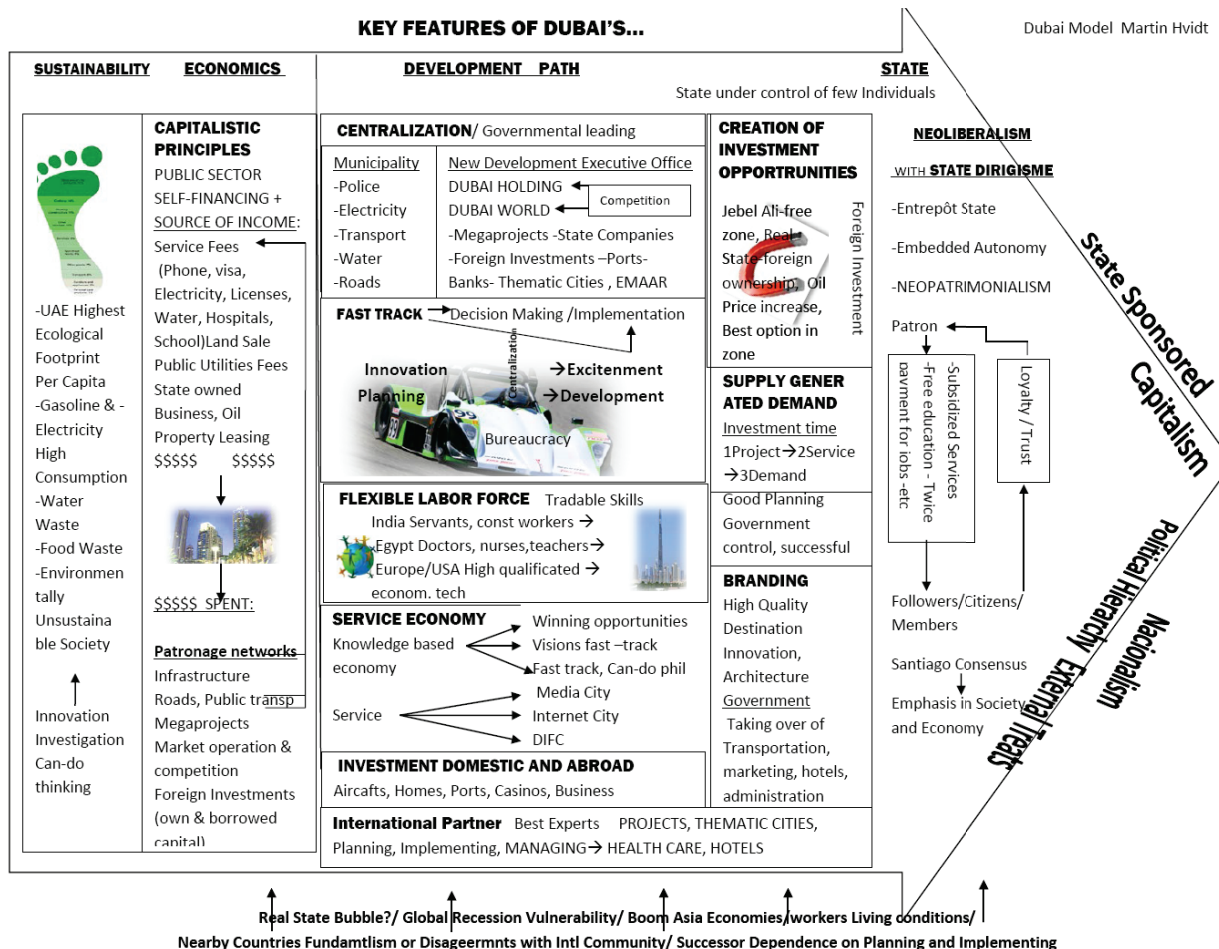 KEY FEATURES OF DUBAI'S...
Dubai Model  Martin Hvidt
SUSTAINABILITY
ECONOMICS
DEVELOPMENT   PATH
STATE
State under control of few Individuals
-UAE Highest
Ecological
Footprint
Per Capita
-Gasoline & -
Electricity
High
Consumption
-Water
Waste
-Food Waste
-Environmen
tally
Unsustaina
ble Society
Innovation
Investigation
Can-do
thinking
CAPITALISTIC
PRINCIPLES
PUBLIC SECTOR
SELF-FINANCING +
SOURCE OF INCOME:
Service Fees
(Phone, visa,
Electricity, Licenses,
Water, Hospitals,
School)Land Sale
Public Utilities Fees
State owned
Business, Oil
Property Leasing
$$$$$     $$$$$
$$$$$  SPENT:
Patronage networks
Infrastructure
Roads, Public transp
Megaprojects
Market operation &
competition
Foreign Investments
(own & borrowed
capital)
CENTRALIZATION/ Governmental leading
Municipality
-Police
-Electricity
-Transport
-Water
-Roads
New Development Executive Office
DUBAI HOLDING
DUBAI WORLD
Competition
-Megaprojects -State Companies
-Foreign Investments –Ports-
Banks- Thematic Cities , EMAAR
FAST TRACK → Decision Making /Implementation
Centralization
Innovation → Excitenment
Planning → Development
99
99
Bureaucracy
FLEXIBLE LABOR FORCE   Tradable Skills
India Servants, const workers →
Egypt Doctors, nurses,teachers→
Europe/USA High qualificated →
econom. tech
SERVICE ECONOMY
Knowledge based
economy
Winning opportunities
Visions fast –track
Fast track, Can-do phil
Service
Media City
Internet City
DIFC
INVESTMENT DOMESTIC AND ABROAD
Aircafts, Homes, Ports, Casinos, Business
International Partner   Best Experts    PROJECTS, THEMATIC CITIES,
Planning, Implementing, MANAGING→ HEALTH CARE, HOTELS
CREATION OF
INVESTMENT
OPPORTRUNITIES
Jebel Ali-free
zone, Real
State-foreign
ownership, Oil
Price increase,
Best option in
zone
Foreign Investment
SUPPLY GENER
ATED DEMAND
Investment time
1Project→2Service
→3Demand
Good Planning
Government
control, successful
BRANDING
High Quality
Destination
Innovation,
Architecture
Government
Taking over of
Transportation,
marketing, hotels,
administration
NEOLIBERALISM
WITH STATE DIRIGISME
-Entrepôt State
-Embedded Autonomy
-NEOPATRIMONIALISM
Patron
-Subsidized Services
-Free education - Twice
payment for jobs -etc
Loyalty / Trust
Followers/Citizens/
Members
Santiago Consensus
Emphasis in Society
and Economy
State Sponsored
Capitalism
Political Hierarchy  External Treats
Nacionalism
Real State Bubble?/ Global Recession Vulnerability/ Boom Asia Economies/workers Living conditions/
Nearby Countries Fundamtlism or Disageermnts with Intl Community/ Successor Dependence on Planning and Implementing